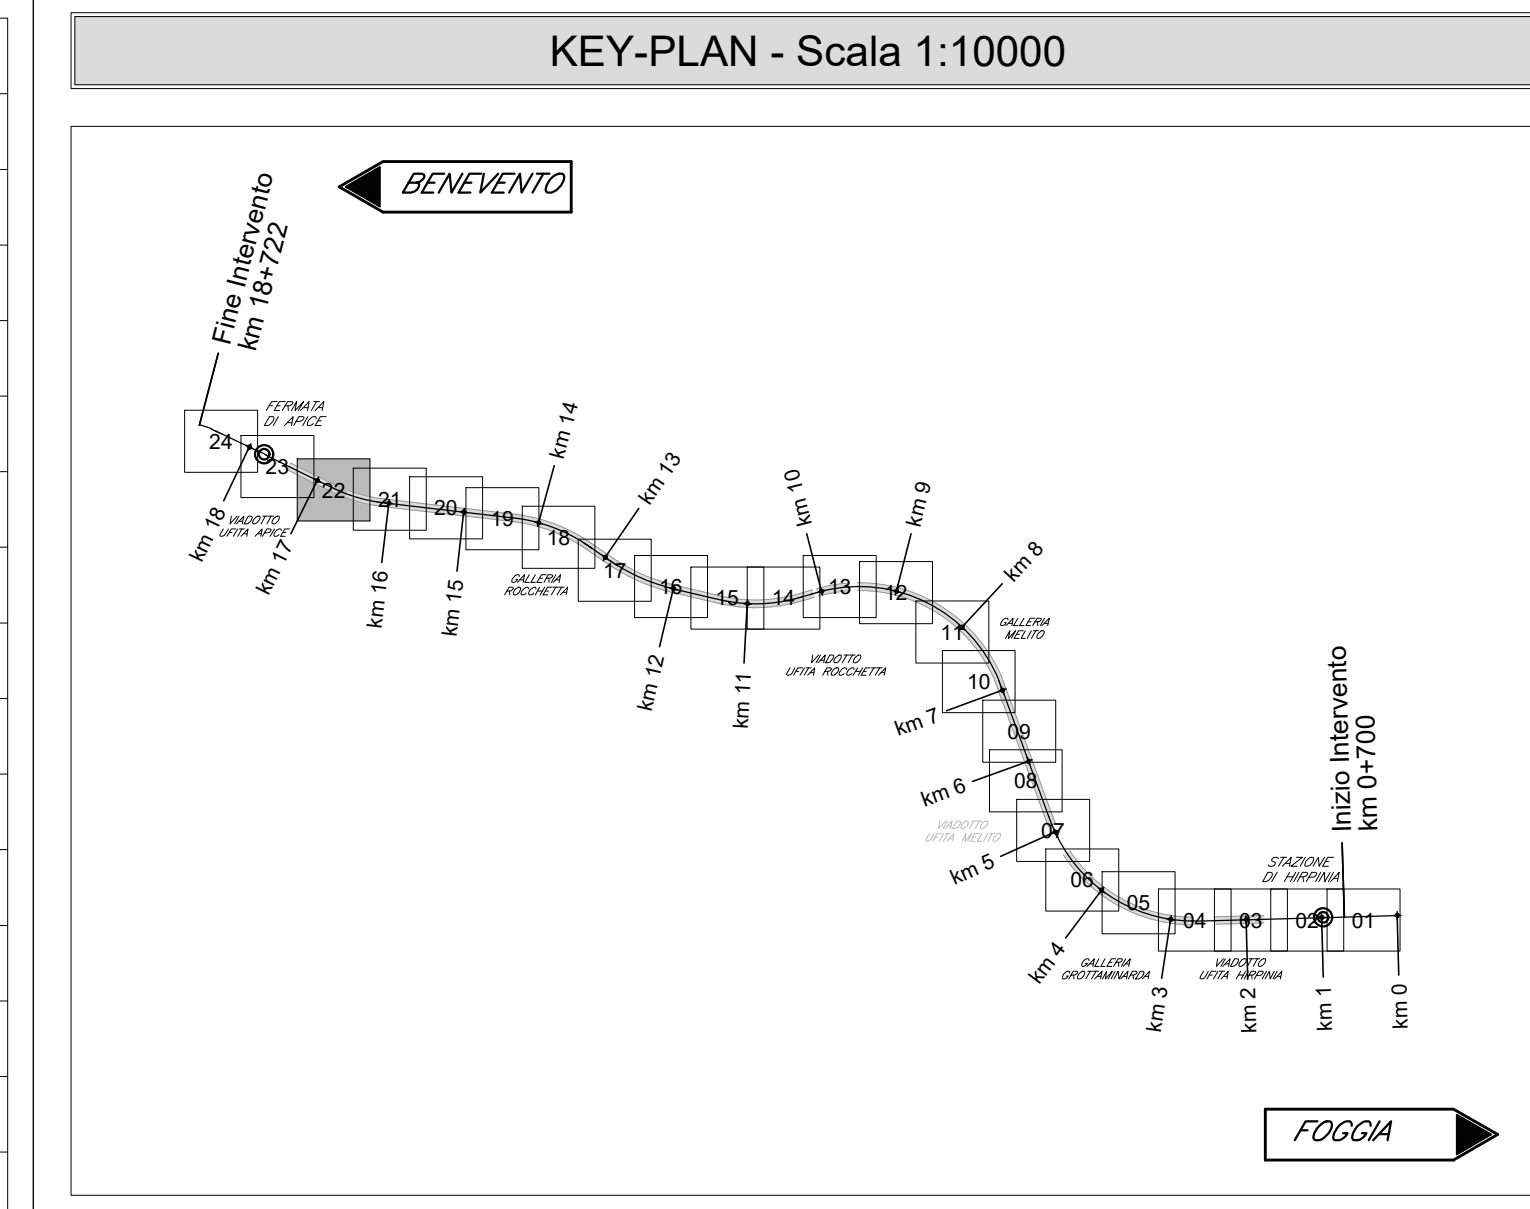 KEY-PLAN - Scala 1:10000
BENEVENTO
Fine Intervento
km 18+722
FERMATA
DI APICE
24
23
22
21
20
19
18
17
16
15
14
13
12
11
10
09
08
07
06
05
04
03
02
01
km 18
VIADOTTO
UFITA APICE
km 17
km 16
km 15
km 14
GALLERIA
ROCCHETTA
km 13
km 12
km 11
VIADOTTO
UFITA ROCCHETTA
km 10
km 9
km 8
GALLERIA
MELITO
km 7
km 6
VIADOTTO
UFITA MELITO
km 5
km 4
GALLERIA
GROTTAMINARDA
km 3
VIADOTTO
UFITA HIRPINIA
km 2
STAZIONE
DI HIRPINIA
km 1
Inizio Intervento
km 0+700
km 0
FOGGIA